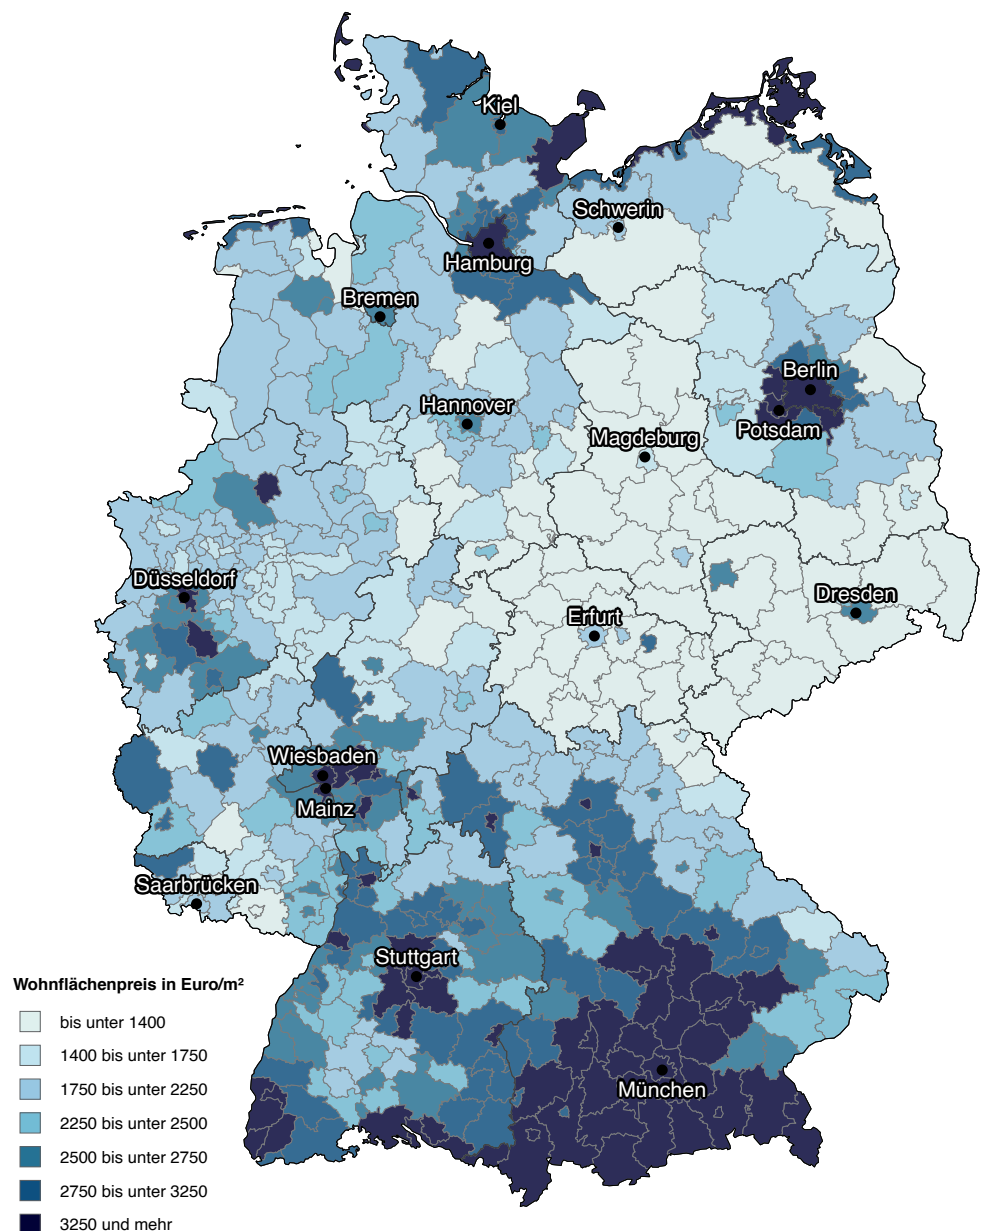 Kiel
Schwerin
Hamburg
Bremen
Berlin
Hannover
Potsdam
Magdeburg
Düsseldorf
Dresden
Erfurt
Wiesbaden
Mainz
Saarbrücken
Stuttgart
München
Wohnflächenpreis in Euro/m²
bis unter 1400
1400 bis unter 1750
1750 bis unter 2250
2250 bis unter 2500
2500 bis unter 2750
2750 bis unter 3250
3250 und mehr